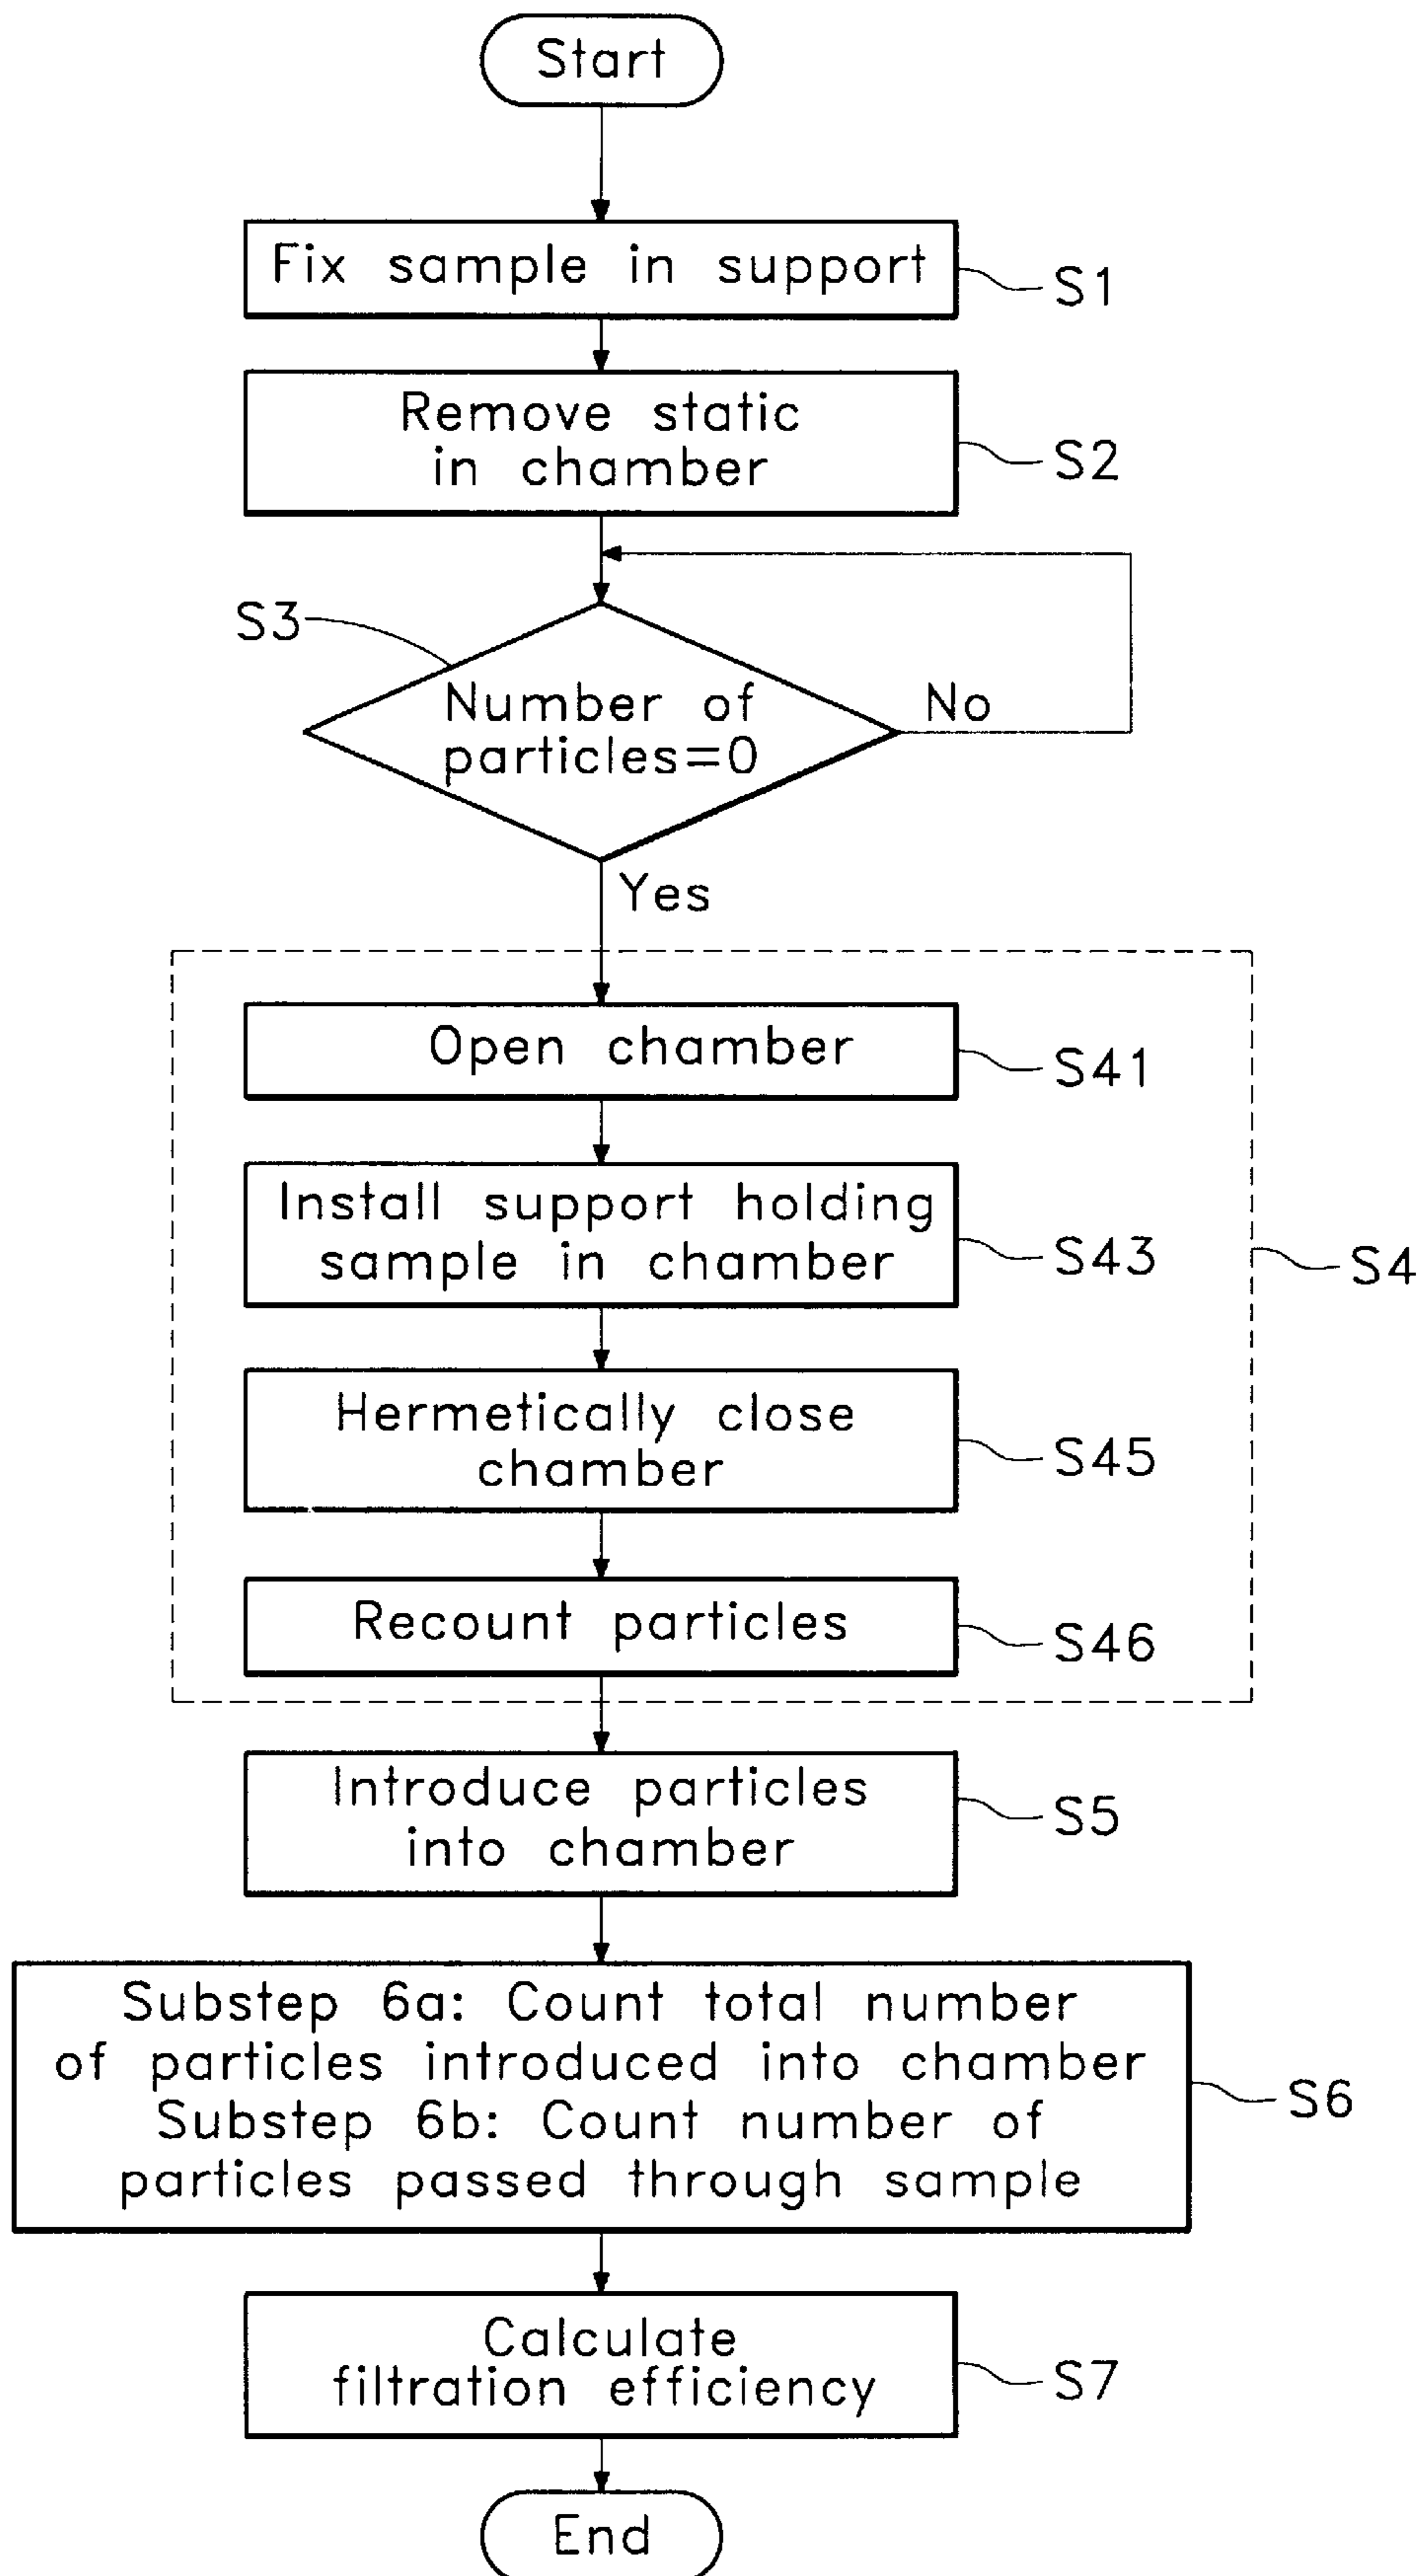 Start
Fix sample in support
S1
Remove static
in chamber
S2
S3
Number of
particles=0
No
Yes
Open chamber
S41
Install support holding
sample in chamber
S43
S4
Hermetically close
chamber
S45
Recount particles
S46
Introduce particles
into chamber
S5
Substep 6a: Count total number
of particles introduced into chamber
Substep 6b: Count number of
particles passed through sample
S6
Calculate
filtration efficiency
S7
End